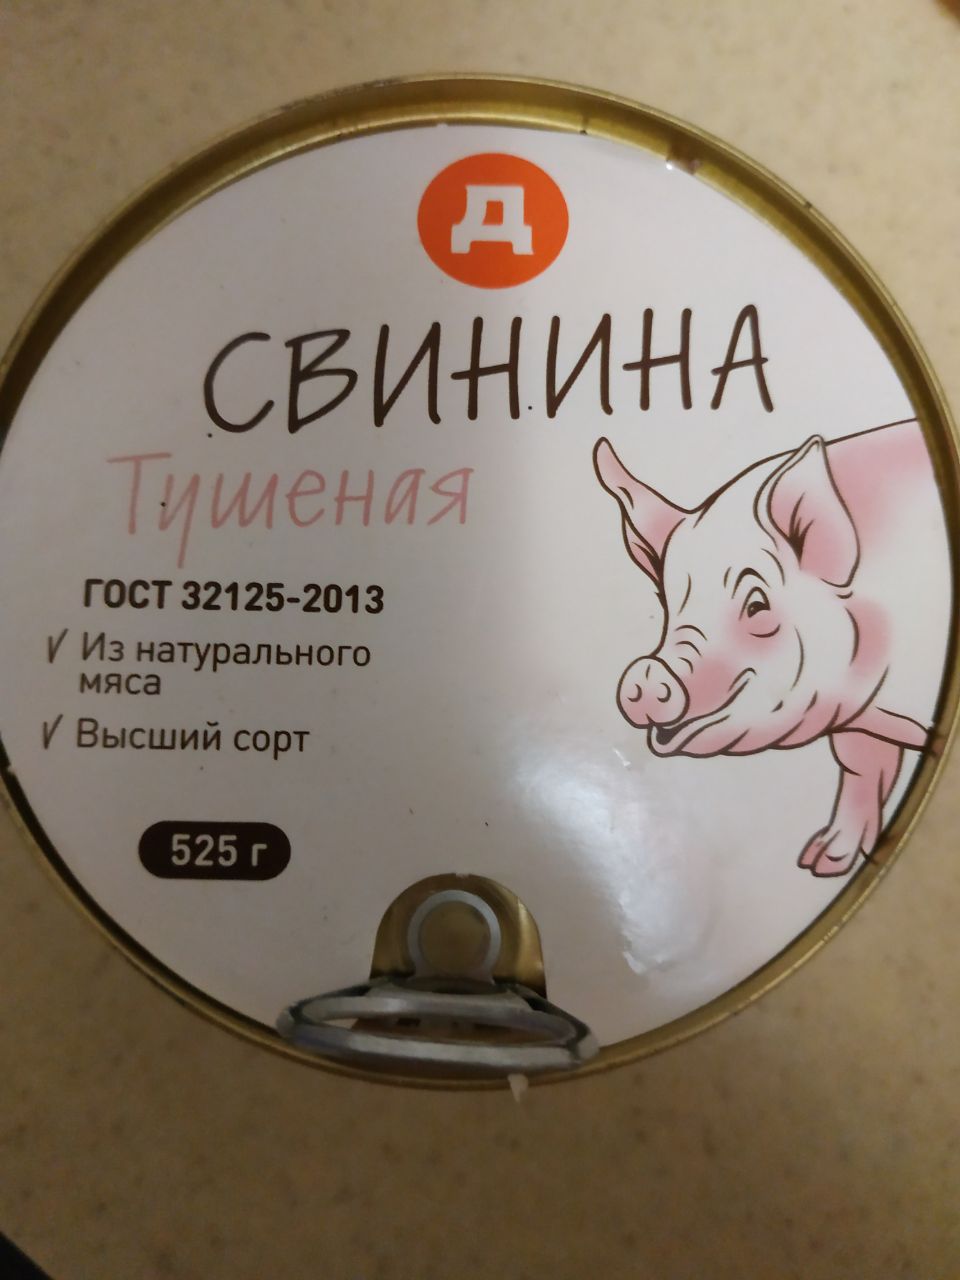 Д
СВИНИНА
Тушеная
ГОСТ 32125-2013
Из натурального
мяса
Высший сорт
525 г